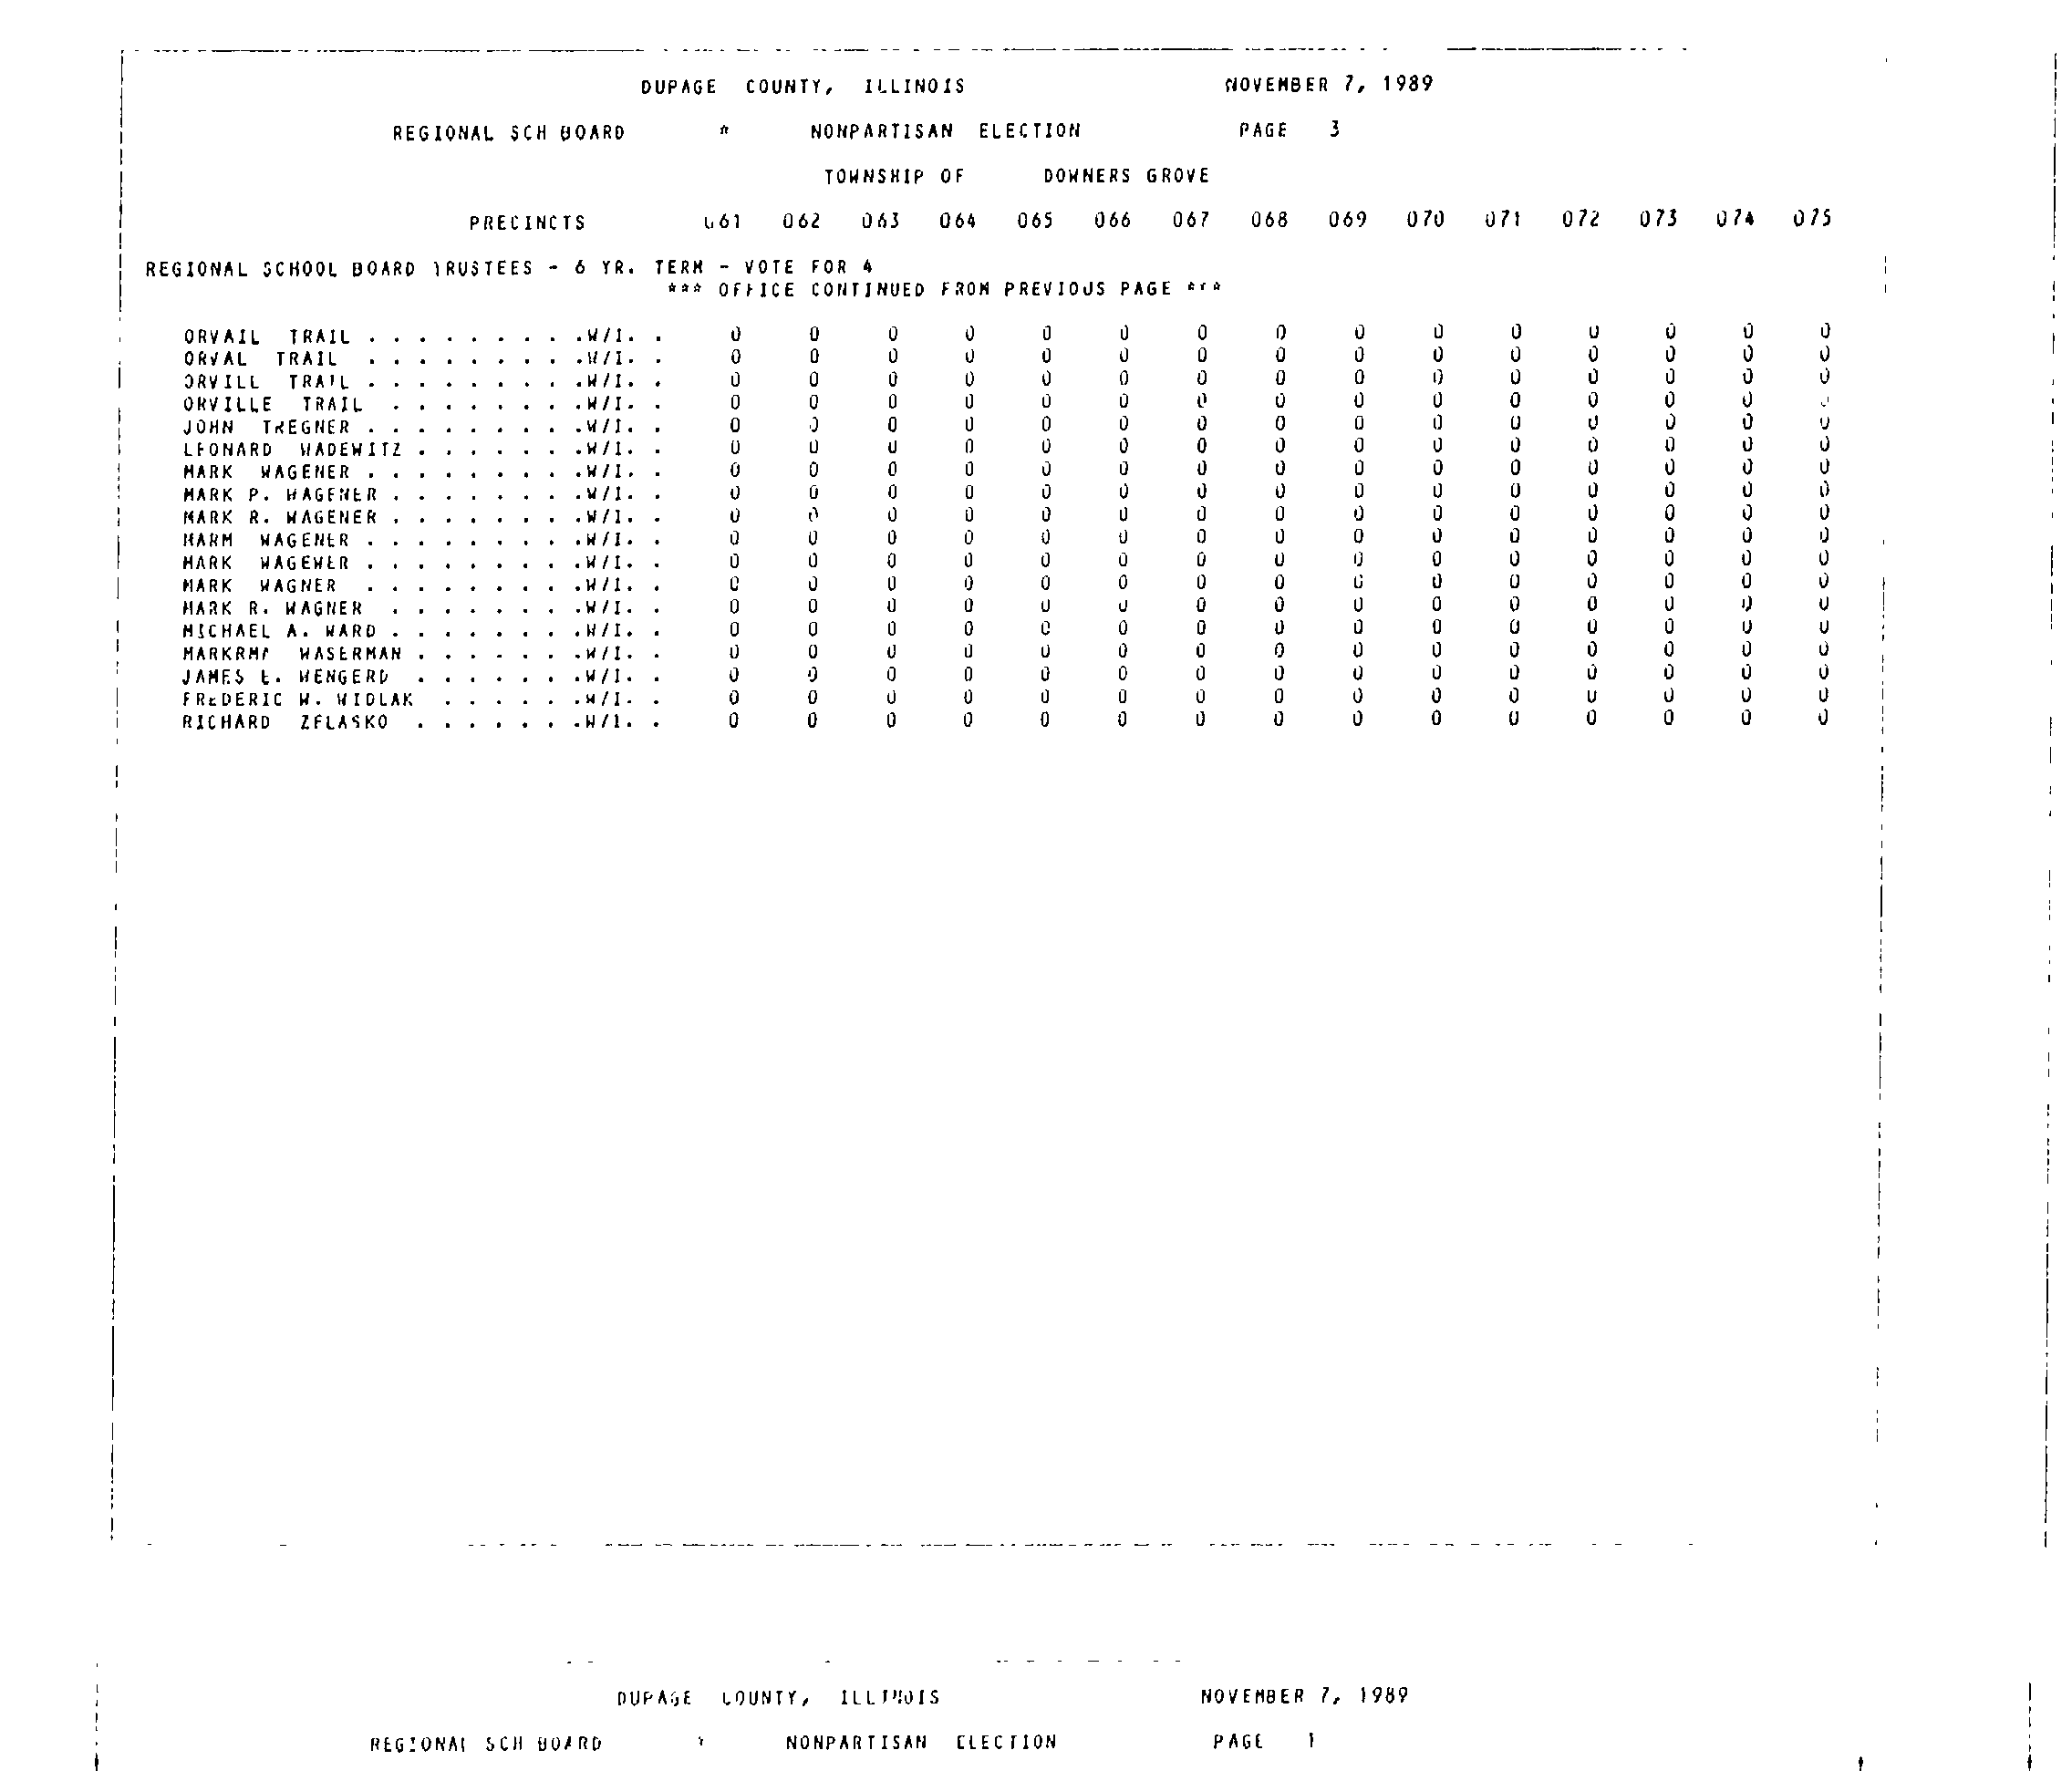 DUPAGE COUNTY, ILLINOIS NOVEMBER 7, 1989
REGIONAL SCH BOARD * NONPARTISAN ELECTION PAGE 3
TOWNSHIP OF DOWNERS GROVE
PRECINCTS 061 062 063 064 065 066 067 068 069 070 071 072 073 074 075
REGIONAL SCHOOL BOARD TRUSTEES - 6 YR. TERM - VOTE FOR 4
*** OFFICE CONTINUED FROM PREVIOUS PAGE ***
ORVAIL TRAIL . . . . . . . . .W/I. . 0 0 0 0 0 0 0 0 0 0 0 0 0 0 0
ORVAL TRAIL . . . . . . . . .W/I. . 0 0 0 0 0 0 0 0 0 0 0 0 0 0 0
ORVILL TRAIL . . . . . . . . .W/I. . 0 0 0 0 0 0 0 0 0 0 0 0 0 0 0
ORVILLE TRAIL . . . . . . . .W/I. . 0 0 0 0 0 0 0 0 0 0 0 0 0 0 0
JOHN TREGNER . . . . . . . . .W/I. . 0 0 0 0 0 0 0 0 0 0 0 0 0 0 0
LEONARD WADEWITZ . . . . . . .W/I. . 0 0 0 0 0 0 0 0 0 0 0 0 0 0 0
MARK WAGENER . . . . . . . . .W/I. . 0 0 0 0 0 0 0 0 0 0 0 0 0 0 0
MARK P. WAGENER . . . . . . . .W/I. . 0 0 0 0 0 0 0 0 0 0 0 0 0 0 0
MARK R. WAGENER . . . . . . . .W/I. . 0 0 0 0 0 0 0 0 0 0 0 0 0 0 0
MARM WAGENER . . . . . . . . .W/I. . 0 0 0 0 0 0 0 0 0 0 0 0 0 0 0
MARK WAGEWER . . . . . . . . .W/I. . 0 0 0 0 0 0 0 0 0 0 0 0 0 0 0
MARK WAGNER . . . . . . . . .W/I. . 0 0 0 0 0 0 0 0 0 0 0 0 0 0 0
MARK R. WAGNER . . . . . . . .W/I. . 0 0 0 0 0 0 0 0 0 0 0 0 0 0 0
MICHAEL A. WARD . . . . . . . .W/I. . 0 0 0 0 0 0 0 0 0 0 0 0 0 0 0
WASERMAN . . . . . . .W/I. . 0 0 0 0 0 0 0 0 0 0 0 0 0 0 0
JAMES E. WENGERD . . . . . . .W/I. . 0 0 0 0 0 0 0 0 0 0 0 0 0 0 0
FREDERIC W. WIDLAK . . . . . .W/I. . 0 0 0 0 0 0 0 0 0 0 0 0 0 0 0
RICHARD ZELASKO . . . . . . .W/I. . 0 0 0 0 0 0 0 0 0 0 0 0 0 0 0
DUPAGE COUNTY, ILLINOIS NOVEMBER 7, 1989
REGIONAL SCH BOARD * NONPARTISAN ELECTION PAGE 1